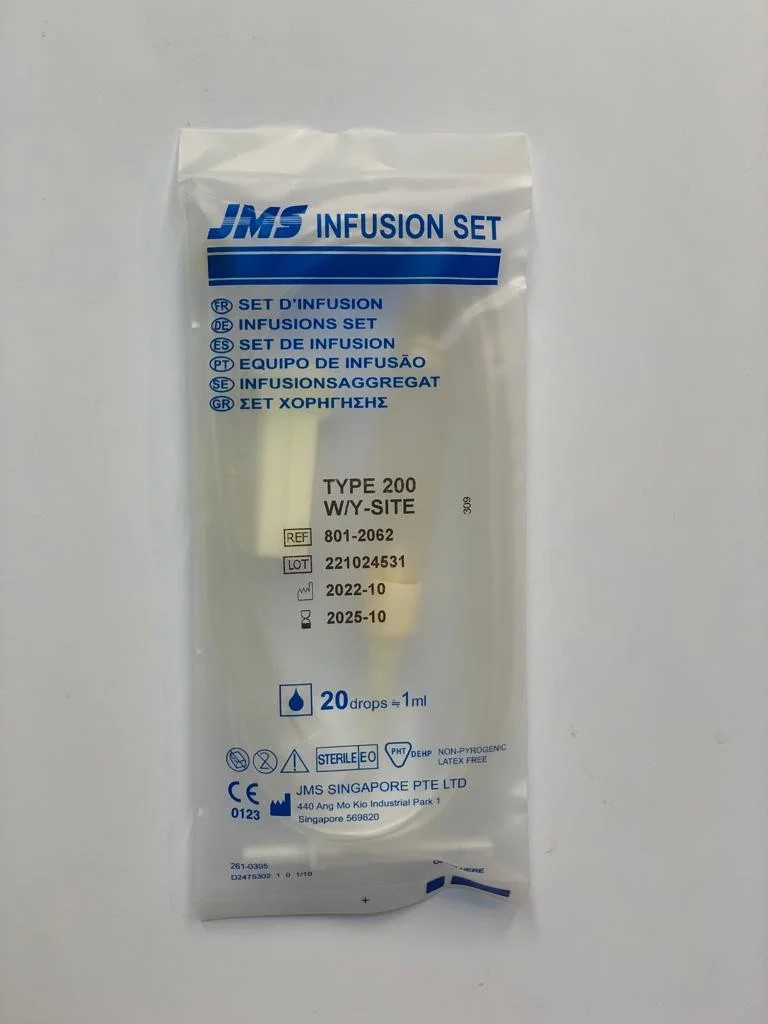 JMS INFUSION SET
FR SET D'INFUSION
DE INFUSIONS SET
ES SET DE INFUSION
PT EQUIPO DE INFUSÃO
SE INFUSIONSAGGREGAT
GR ΣΕΤ ΧΟΡΗΓΗΣΗΣ
TYPE 200
W/Y-SITE
309
REF 801-2062
LOT 221024531
2022-10
2025-10
20 drops ≒ 1ml
2 STERILE EO PHT DEHP NON-PYROGENIC
LATEX FREE
CE 0123
JMS SINGAPORE PTE LTD
440 Ang Mo Kio Industrial Park 1
Singapore 569620
261-0305
D2475302. 1 0 1/10